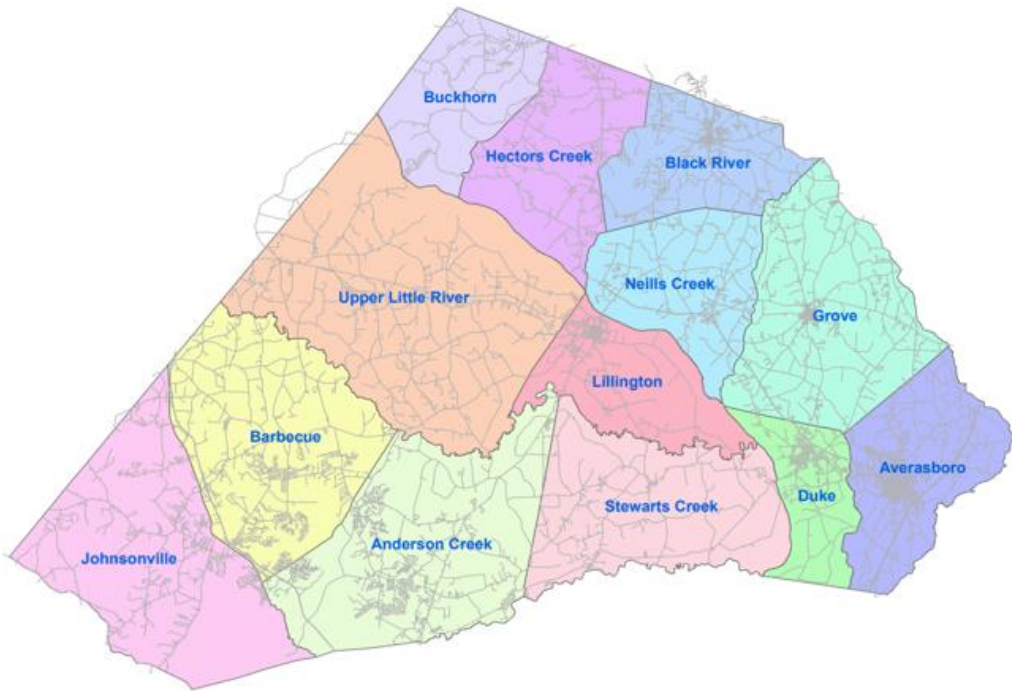 Buckhorn
Hectors Creek
Black River
Neills Creek
Upper Little River
Grove
Lillington
Barbecue
Averasboro
Duke
Stewarts Creek
Anderson Creek
Johnsonville